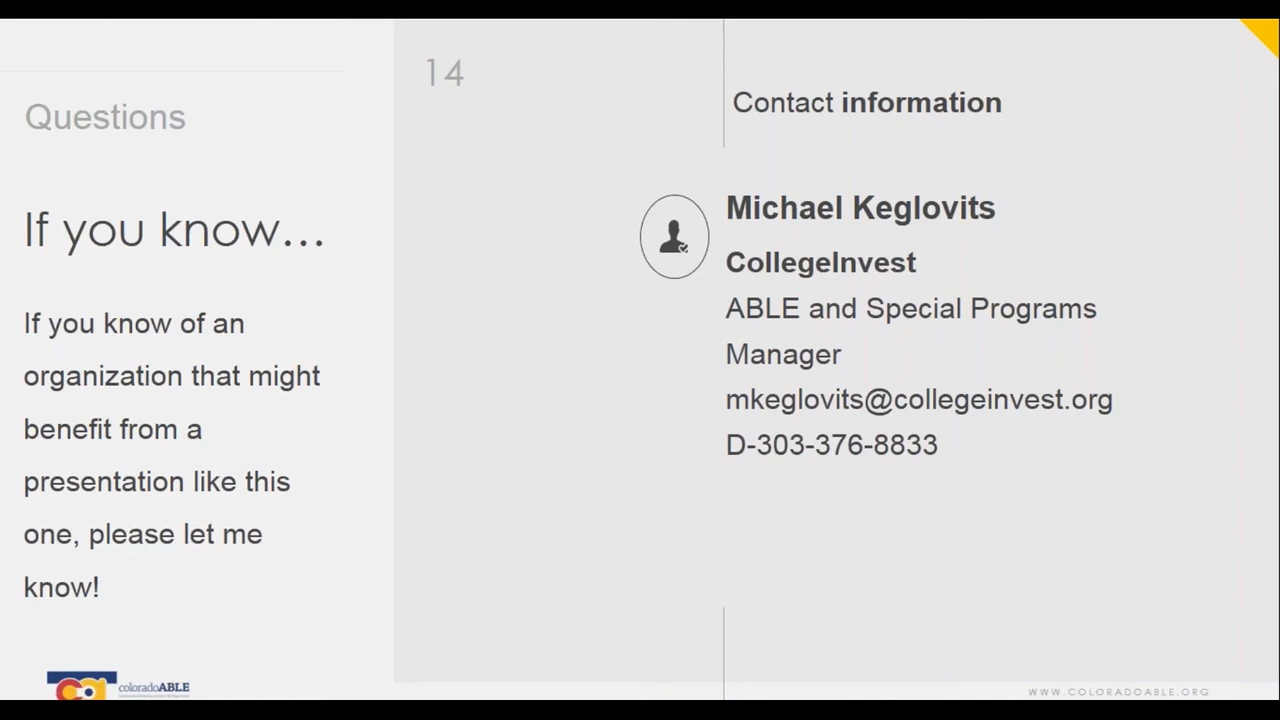 Questions
If you know...
If you know of an
organization that might
benefit from a
presentation like this
one, please let me
know!
coloradoABLE
14
Contact information
Michael Keglovits
CollegeInvest
ABLE and Special Programs
Manager
mkeglovits@collegeinvest.org
D-303-376-8833
WWW.COLORADOABLE.ORG